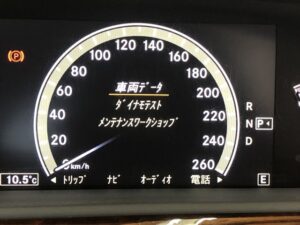 120 140
100 160
80 180
60 200
40 220
20 240
0 km/h 260
車両データ
ダイナモテスト
メンテナンスワークショップ
R
N P
D
(P)
10.5°C
トリップ ナビ オーディオ 電話
E